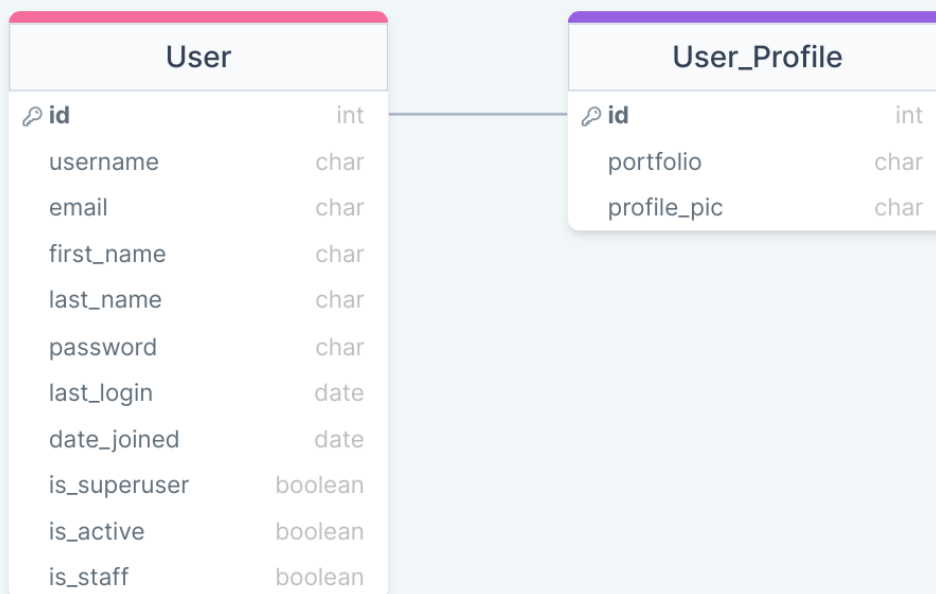 User
id int
username char
email char
first_name char
last_name char
password char
last_login date
date_joined date
is_superuser boolean
is_active boolean
is_staff boolean
User_Profile
id int
portfolio char
profile_pic char